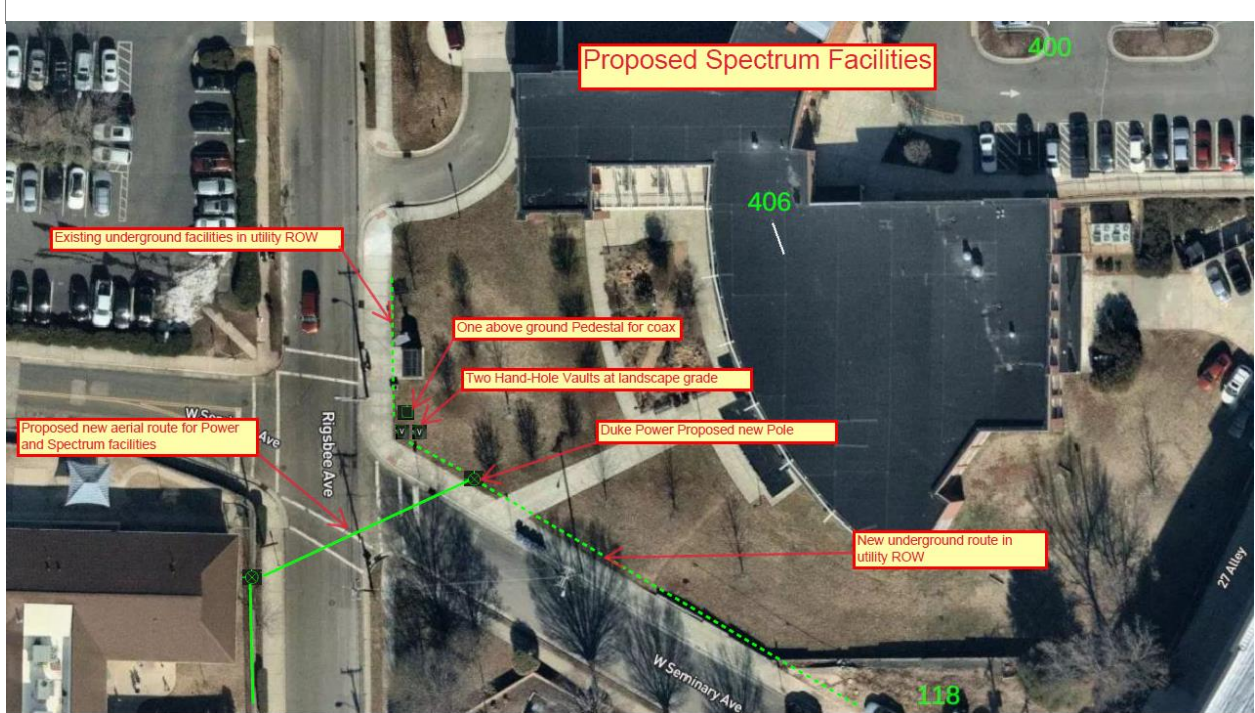 Proposed Spectrum Facilities
400
406
Existing underground facilities in utility ROW
One above ground Pedestal for coax
Two Hand-Hole Vaults at landscape grade
W Ave
Proposed new aerial route for Power
and Spectrum facilities
Rigsbee Ave
Duke Power Proposed new Pole
V V
New underground route in
utility ROW
27 Alley
W Seminary Ave
118